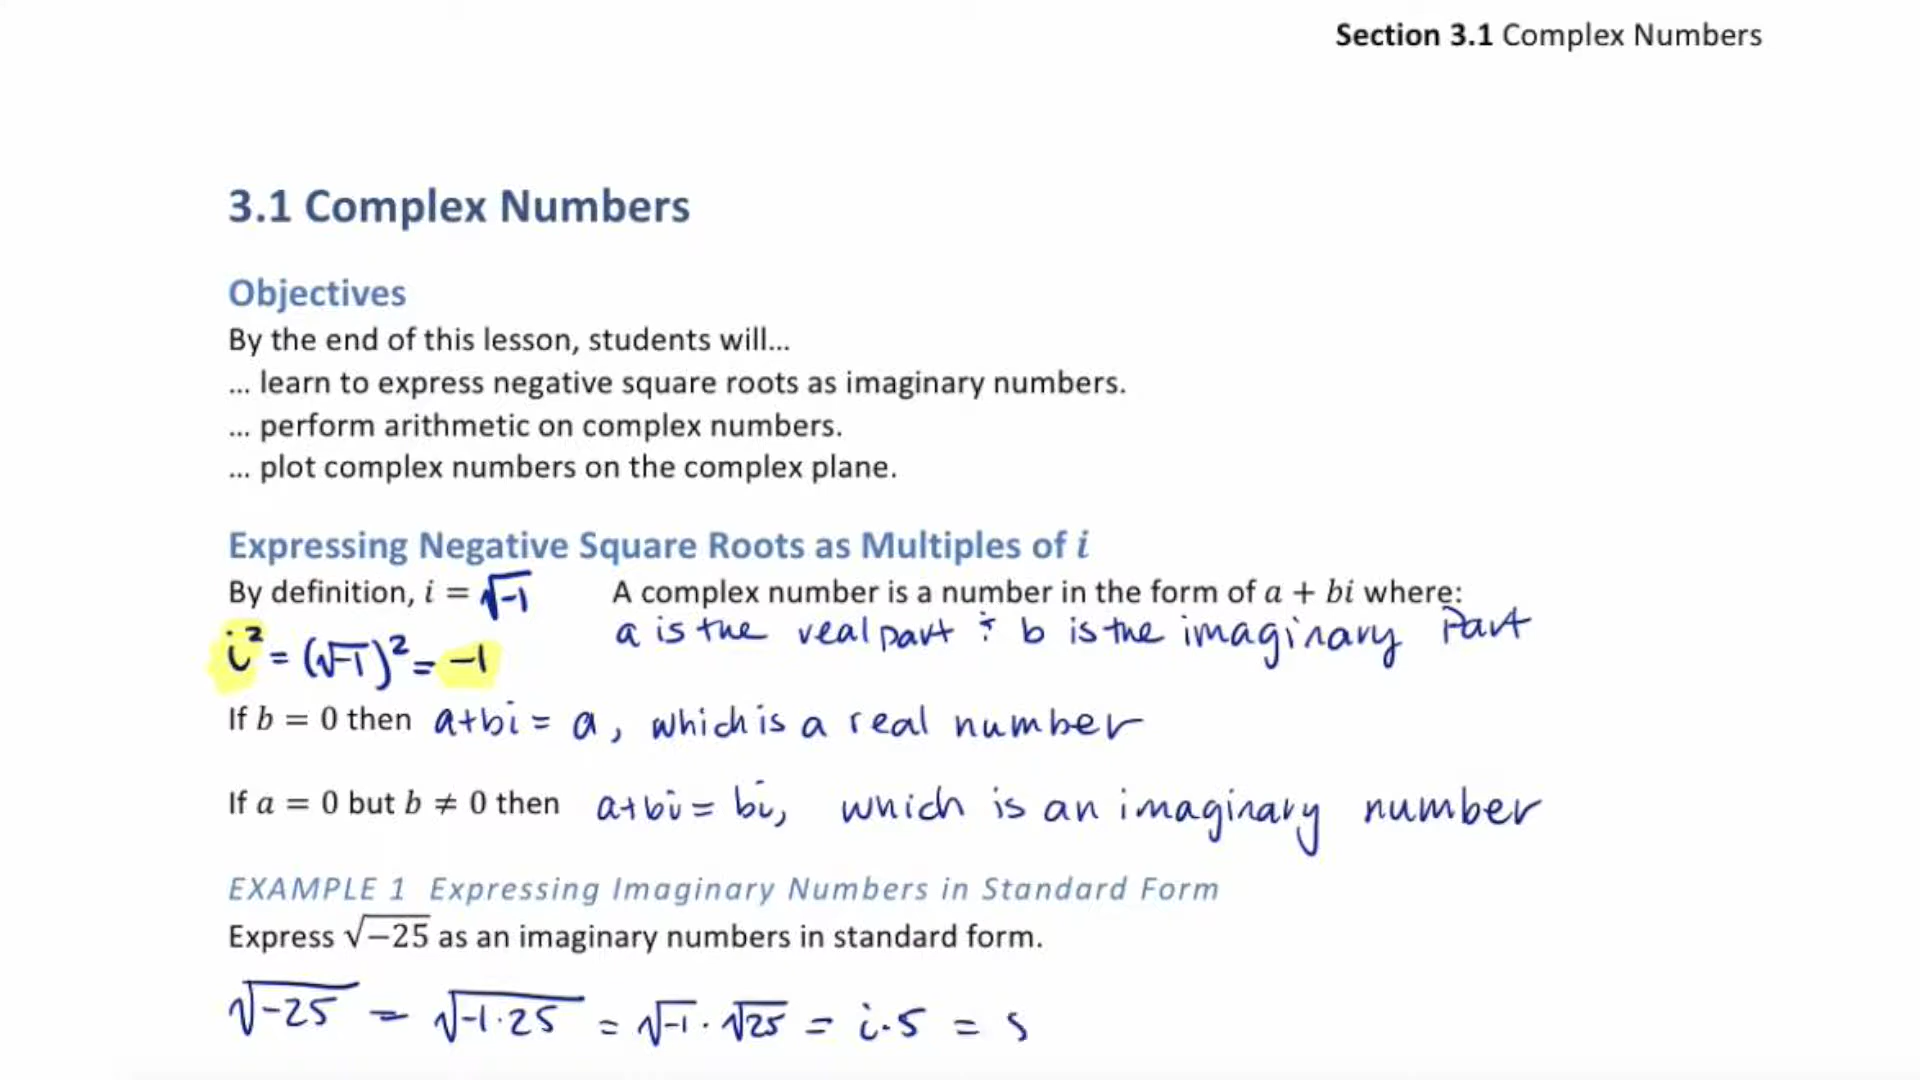 Section 3.1 Complex Numbers
3.1 Complex Numbers
Objectives
By the end of this lesson, students will...
... learn to express negative square roots as imaginary numbers.
... perform arithmetic on complex numbers.
... plot complex numbers on the complex plane.
Expressing Negative Square Roots as Multiples of i
By definition, i = √-1 A complex number is a number in the form of a + bi where:
a is the real part & b is the imaginary part
i² = (√-1)² = -1
If b = 0 then a+bi = a, which is a real number
If a = 0 but b ≠ 0 then a+bi = bi, which is an imaginary number
EXAMPLE 1 Expressing Imaginary Numbers in Standard Form
Express √−25 as an imaginary numbers in standard form.
√-25 = √-1·25 = √-1 · √25 = i·5 = 5